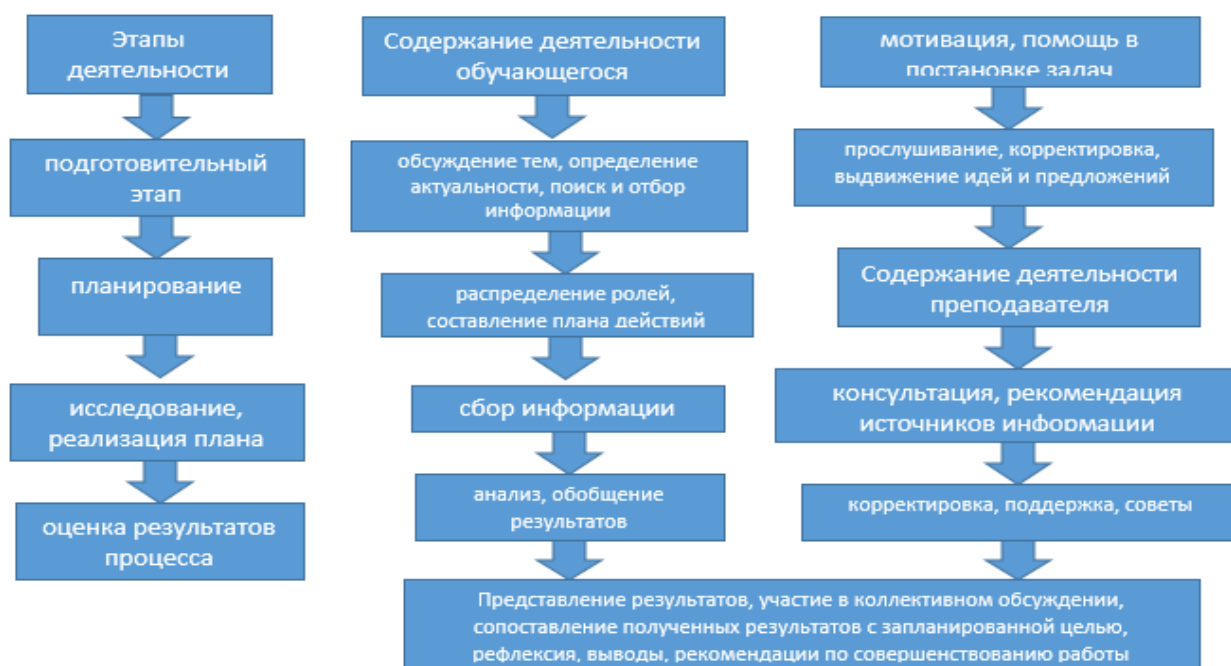 Этапы
деятельности
подготовительный
этап
планирование
исследование,
реализация плана
оценка результатов
процесса
Содержание деятельности
обучающегося
обсуждение тем, определение
актуальности, поиск и отбор
информации
распределение ролей,
составление плана действий
сбор информации
анализ, обобщение
результатов
мотивация, помощь в
постановке задач
прослушивание, корректировка,
выдвижение идей и предложений
Содержание деятельности
преподавателя
консультация, рекомендация
источников информации
корректировка, поддержка, советы
Представление результатов, участие в коллективном обсуждении,
сопоставление полученных результатов с запланированной целью,
рефлексия, выводы, рекомендации по совершенствованию работы